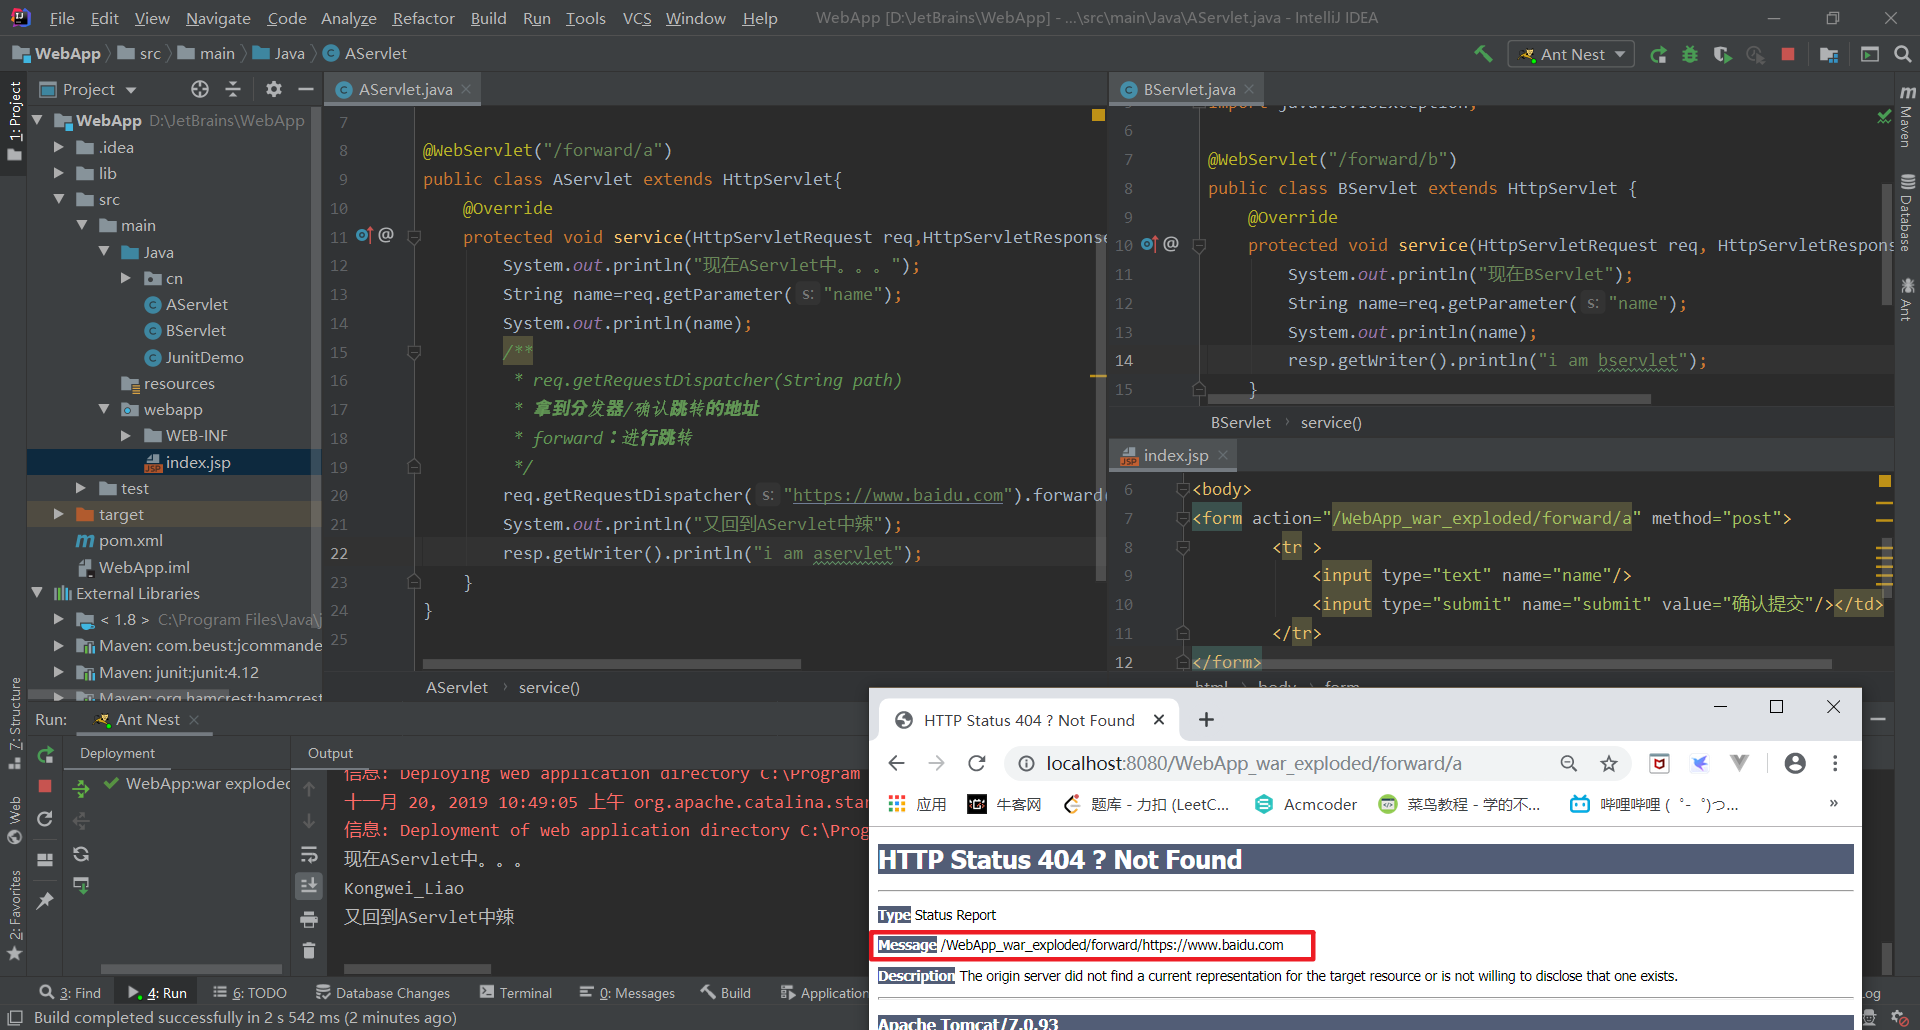 File Edit View Navigate Code Analyze Refactor Build Run Tools VCS Window Help WebApp [D:\JetBrains\WebApp] - ...\src\main\Java\AServlet.java - IntelliJ IDEA
WebApp src main Java AServlet
Ant Nest
1: Project
Project
WebApp D:\JetBrains\WebApp
.idea
lib
src
main
Java
cn
AServlet
BServlet
JunitDemo
resources
webapp
WEB-INF
index.jsp
test
target
pom.xml
WebApp.iml
External Libraries
< 1.8 > C:\Program Files\Java\j
Maven: com.beust:jcommande
Maven: junit:junit:4.12
Maven: org.hamcrest:hamcrest
AServlet.java
7
8 @WebServlet("/forward/a")
9 public class AServlet extends HttpServlet{
10 @Override
11 protected void service(HttpServletRequest req,HttpServletResponse
12 System.out.println("现在AServlet中。。。");
13 String name=req.getParameter( s: "name");
14 System.out.println(name);
15 /**
16 * req.getRequestDispatcher(String path)
17 * 拿到分发器/确认跳转的地址
18 * forward：进行跳转
19 */
20 req.getRequestDispatcher( s: "https://www.baidu.com").forward(
21 System.out.println("又回到AServlet中辣");
22 resp.getWriter().println("i am aservlet");
23 }
24 }
25
AServlet service()
BServlet.java
import java.io.IOException;
6
7 @WebServlet("/forward/b")
8 public class BServlet extends HttpServlet {
9 @Override
10 protected void service(HttpServletRequest req, HttpServletRespons
11 System.out.println("现在BServlet");
12 String name=req.getParameter( s: "name");
13 System.out.println(name);
14 resp.getWriter().println("i am bservlet");
15 }
BServlet service()
index.jsp
6 <body>
7 <form action="/WebApp_war_exploded/forward/a" method="post">
8 <tr >
9 <input type="text" name="name"/>
10 <input type="submit" name="submit" value="确认提交"/></td>
11 </tr>
12 </form>
html body form
Maven
Database
Ant
7: Structure
Web
2: Favorites
Run: Ant Nest
Deployment
WebApp:war exploded
Output
信息: Deploying web application directory C:\Program
十一月 20, 2019 10:49:05 上午 org.apache.catalina.star
信息: Deployment of web application directory C:\Prog
现在AServlet中。。。
Kongwei_Liao
又回到AServlet中辣
HTTP Status 404 ? Not Found
localhost:8080/WebApp_war_exploded/forward/a
应用 牛客网 题库 - 力扣 (LeetC... Acmcoder 菜鸟教程 - 学的不... 哔哩哔哩 ( ゜- ゜)つ... »
HTTP Status 404 ? Not Found
Type Status Report
Message /WebApp_war_exploded/forward/https://www.baidu.com
Description The origin server did not find a current representation for the target resource or is not willing to disclose that one exists.
Apache Tomcat/7.0.93
3: Find 4: Run 6: TODO Database Changes Terminal 0: Messages Build Application
Log
Build completed successfully in 2 s 542 ms (2 minutes ago)